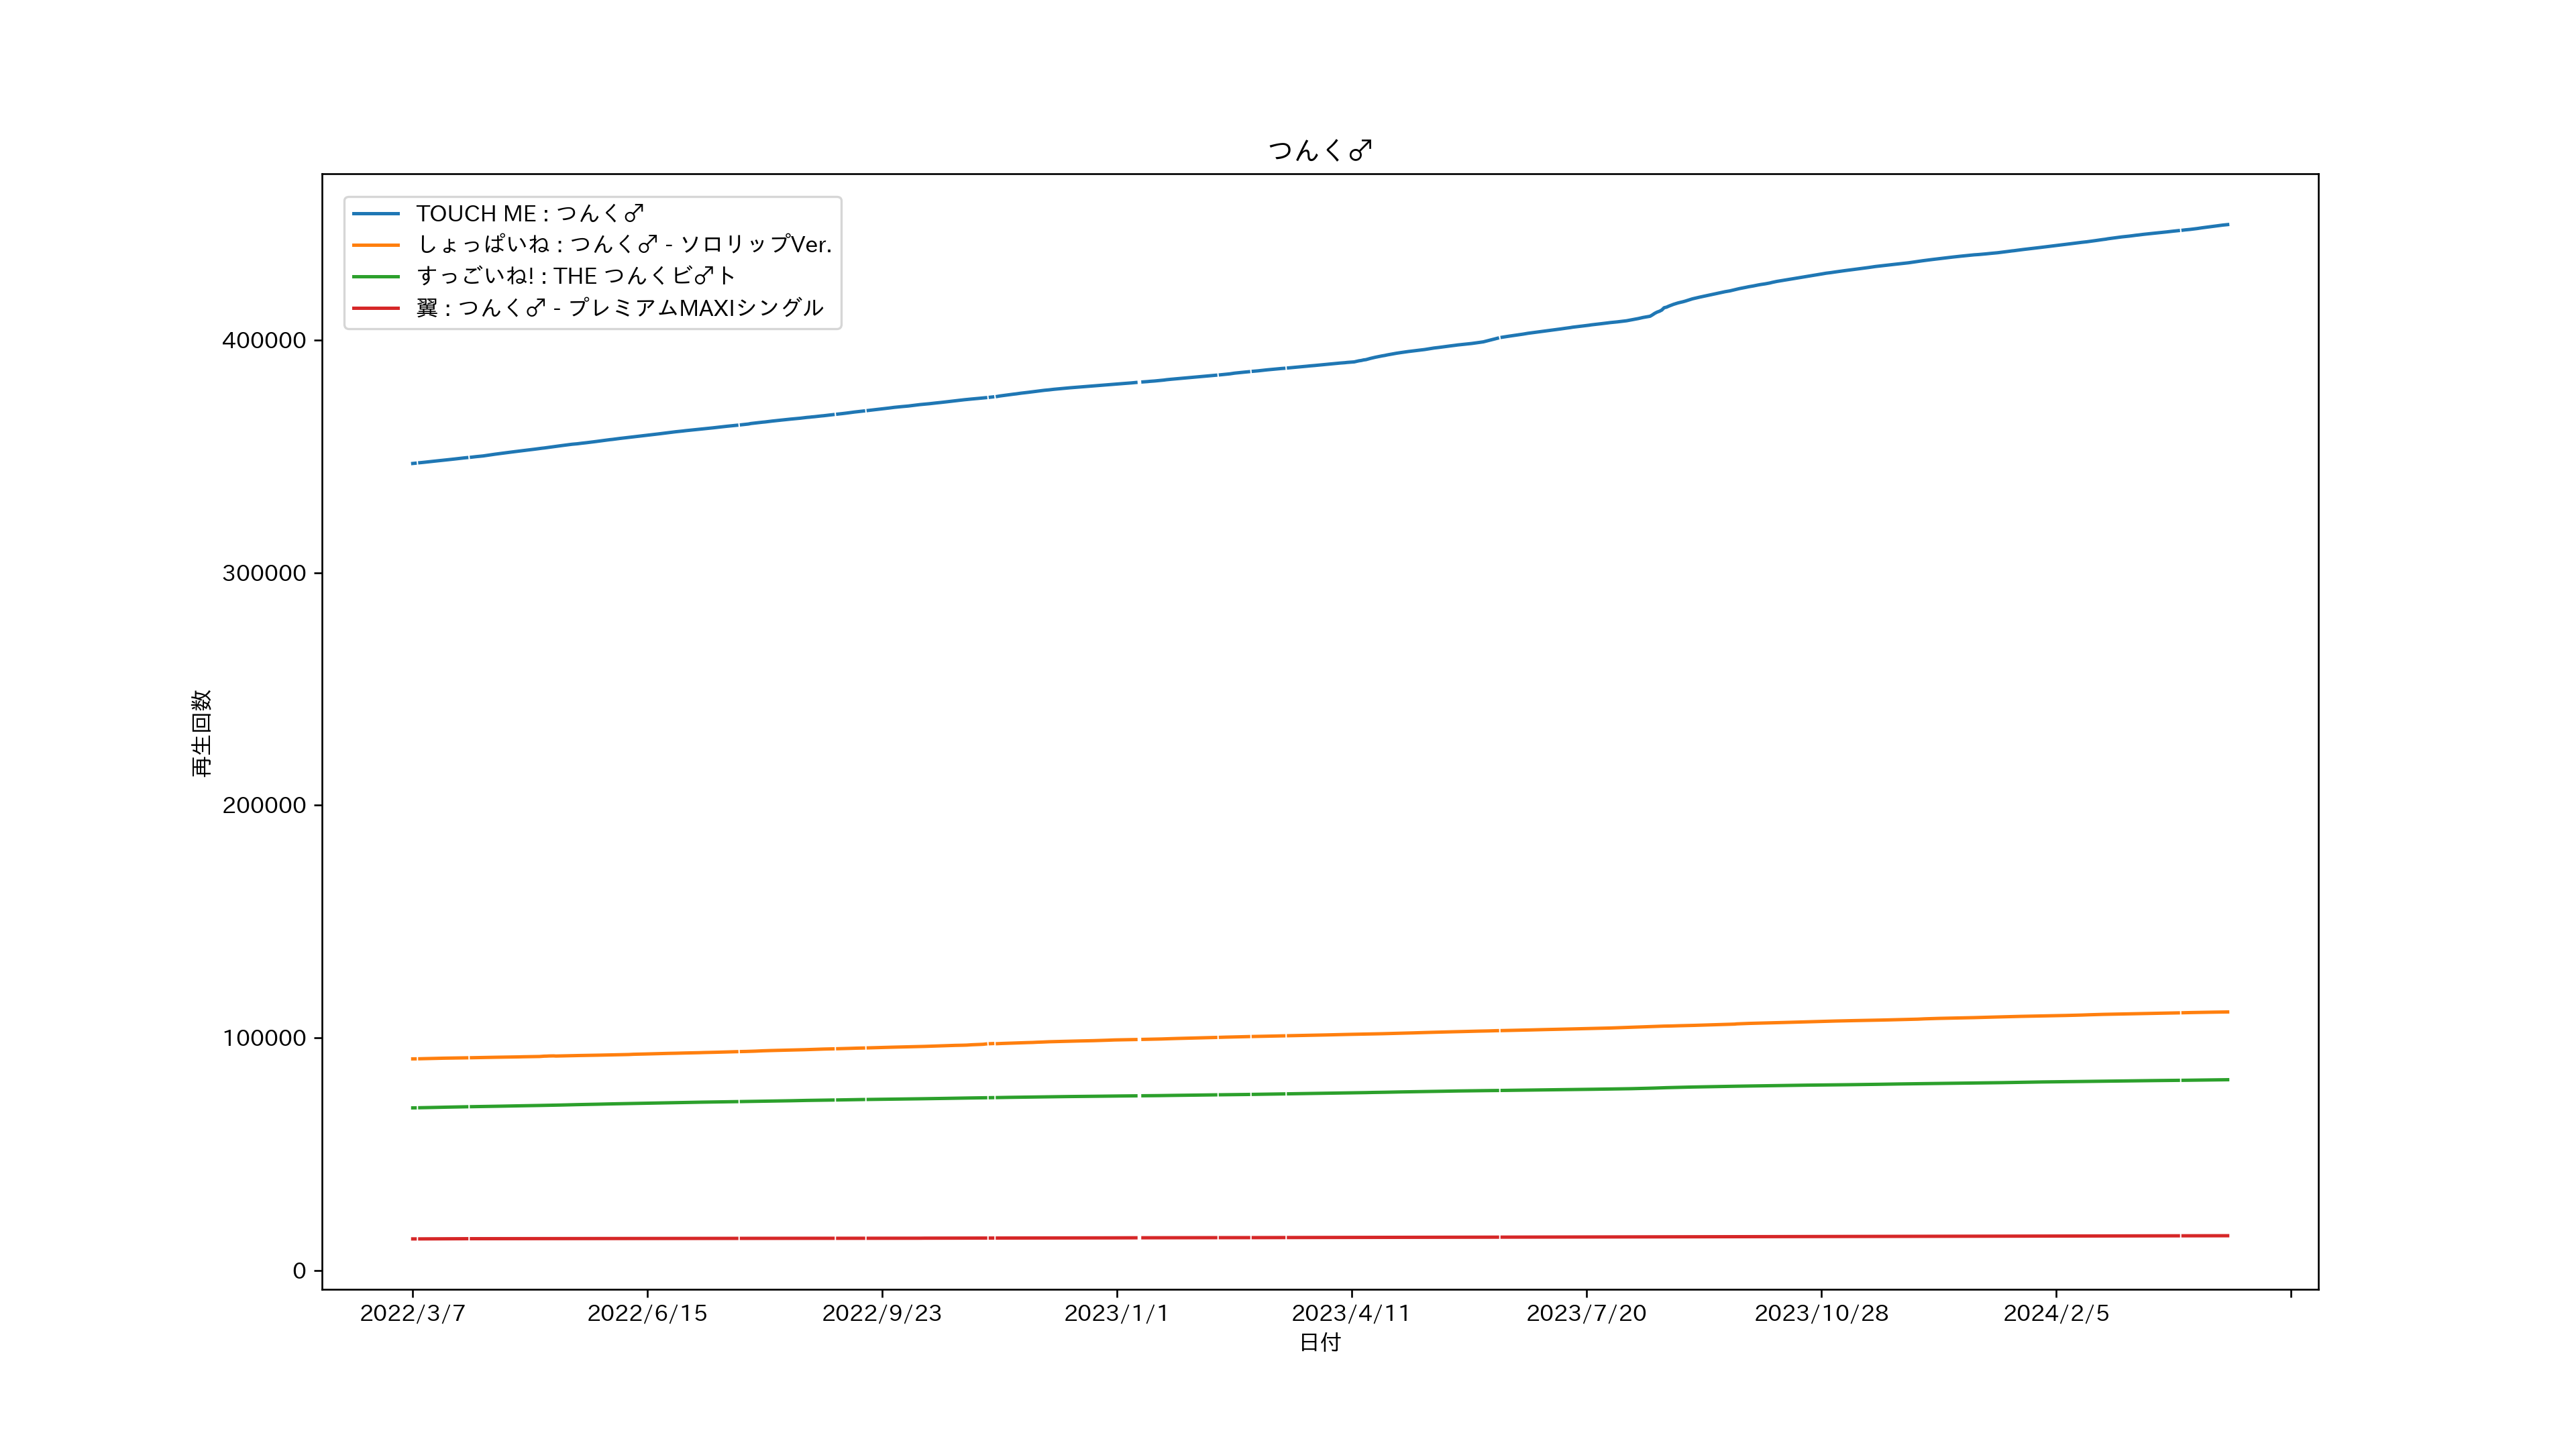 つんく♂
TOUCH ME : つんく♂
しょっぱいね : つんく♂ - ソロリップVer.
すっごいね! : THE つんくビ♂ト
翼 : つんく♂ - プレミアムMAXIシングル
400000
300000
200000
100000
0
再生回数
2022/3/7 2022/6/15 2022/9/23 2023/1/1 2023/4/11 2023/7/20 2023/10/28 2024/2/5
日付